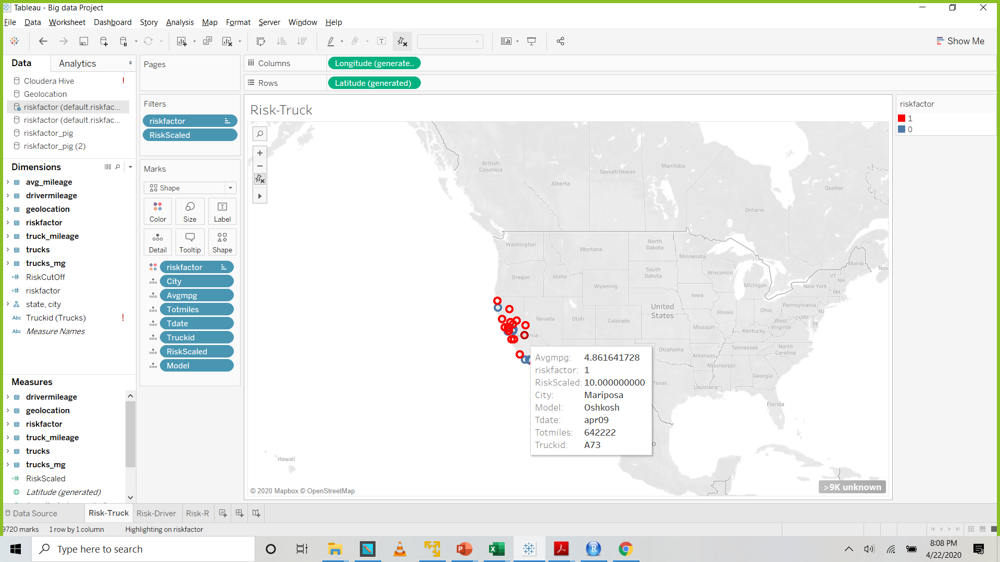 Tableau - Big data Project
File Data Worksheet Dashboard Story Analysis Map Format Server Window Help
Show Me
Data Analytics
Cloudera Hive !
Geolocation
riskfactor (default.riskfac...
riskfactor (default.riskfac...
riskfactor_pig
riskfactor_pig (2)
Dimensions
avg_mileage
drivermileage
geolocation
riskfactor
truck_mileage
trucks
trucks_mg
RiskCutOff
riskfactor
state, city
Abc Truckid (Trucks) !
Abc Measure Names
Measures
drivermileage
geolocation
riskfactor
truck_mileage
trucks
trucks_mg
RiskScaled
Latitude (generated)
Pages
Filters
riskfactor
RiskScaled
Marks
Shape
Color Size Label
Detail Tooltip Shape
riskfactor
City
Avgmpg
Totmiles
Tdate
Truckid
RiskScaled
Model
Columns Longitude (generate..
Rows Latitude (generated)
Risk-Truck
British
Columbia
Alberta
Saskatchewan
Manitoba
Ontario
Quebec
Washington
Montana
North
Dakota
Minnesota
Oregon
Idaho
South
Dakota
Wisconsin
Michigan
Maine
Nov
VT
NH
New York
MA
Wyoming
Iowa
Nevada
Utah
Colorado
United
States
Illinois
Ohio
Pennsylvania
NJ
MD
DE
West
Virginia
Missouri
Kentucky
Tennessee
North
Carolina
Oklahoma
Arkansas
Mississippi
Georgia
Texas
Louisiana
Florida
Hawaii
Avgmpg: 4.861641728
riskfactor: 1
RiskScaled: 10.000000000
City: Mariposa
Model: Oshkosh
Tdate: apr09
Totmiles: 642222
Truckid: A73
© 2020 Mapbox © OpenStreetMap
>9K unknown
riskfactor
1
0
Data Source Risk-Truck Risk-Driver Risk-R
9720 marks 1 row by 1 column Highlighting on riskfactor
Type here to search
8:08 PM
4/22/2020